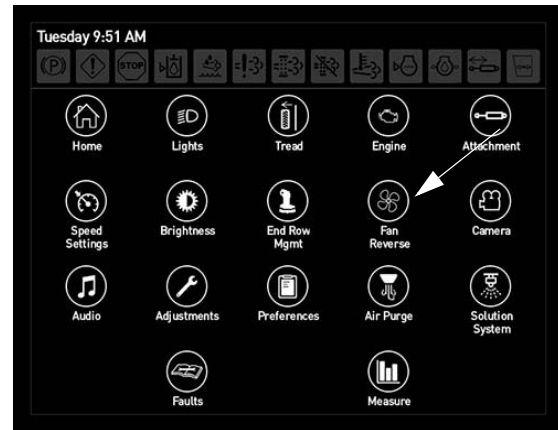 Tuesday 9:51 AM
(P) STOP
Home Lights Tread Engine Attachment
Speed Settings Brightness End Row Mgmt Fan Reverse Camera
Audio Adjustments Preferences Air Purge Solution System
Faults Measure